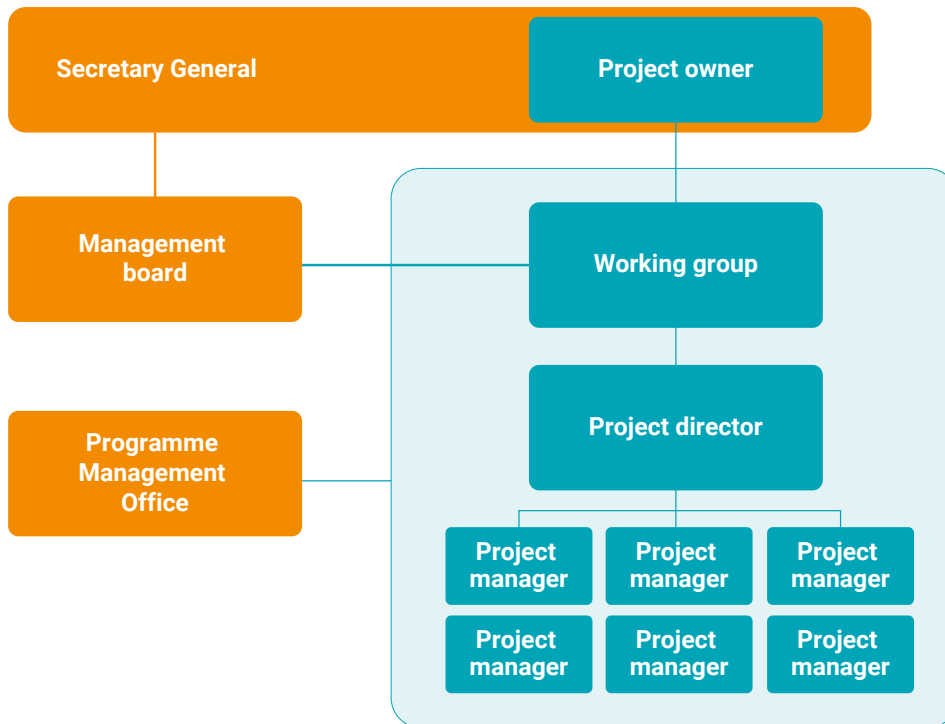 Secretary General
Project owner
Management
board
Working group
Programme
Management
Office
Project director
Project
manager
Project
manager
Project
manager
Project
manager
Project
manager
Project
manager